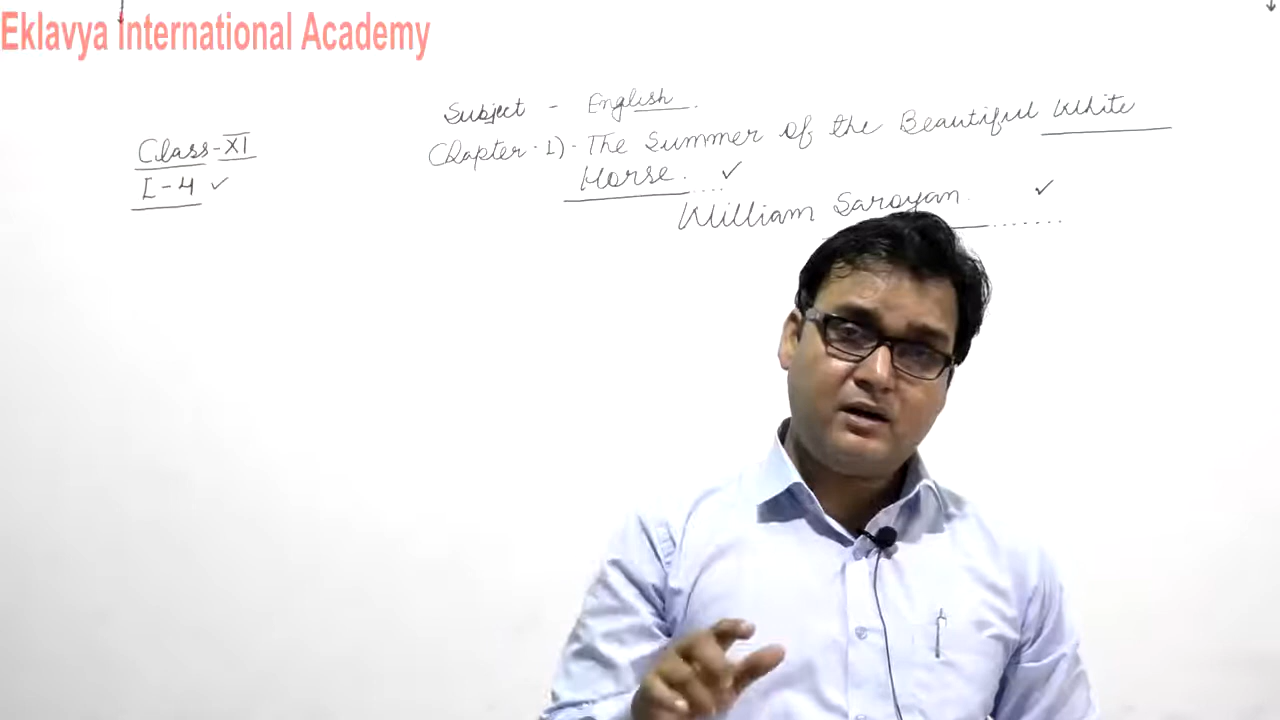 Eklavya International Academy
Subject - English.
Class-XI
Chapter-1)-The Summer of the Beautiful White
L-4 ✓
Horse. ✓
William Saroyan. ✓